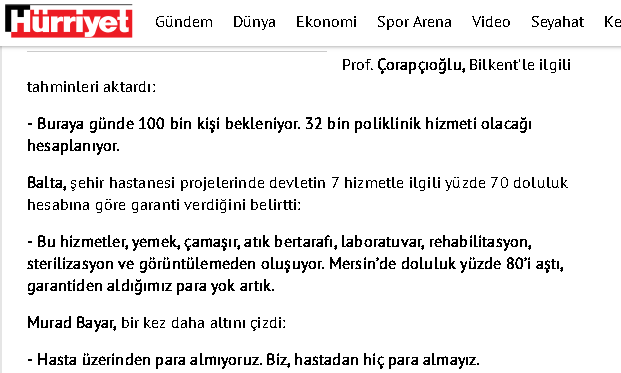 Hürriyet Gündem Dünya Ekonomi Spor Arena Video Seyahat Ke
Prof. Çorapçıoğlu, Bilkent'le ilgili
tahminleri aktardı:
- Buraya günde 100 bin kişi bekleniyor. 32 bin poliklinik hizmeti olacağı
hesaplanıyor.
Balta, şehir hastanesi projelerinde devletin 7 hizmetle ilgili yüzde 70 doluluk
hesabına göre garanti verdiğini belirtti:
- Bu hizmetler, yemek, çamaşır, atık bertarafı, laboratuvar, rehabilitasyon,
sterilizasyon ve görüntülemeden oluşuyor. Mersin’de doluluk yüzde 80’i aştı,
garantiden aldığımız para yok artık.
Murad Bayar, bir kez daha altını çizdi:
- Hasta üzerinden para almıyoruz. Biz, hastadan hiç para almayız.